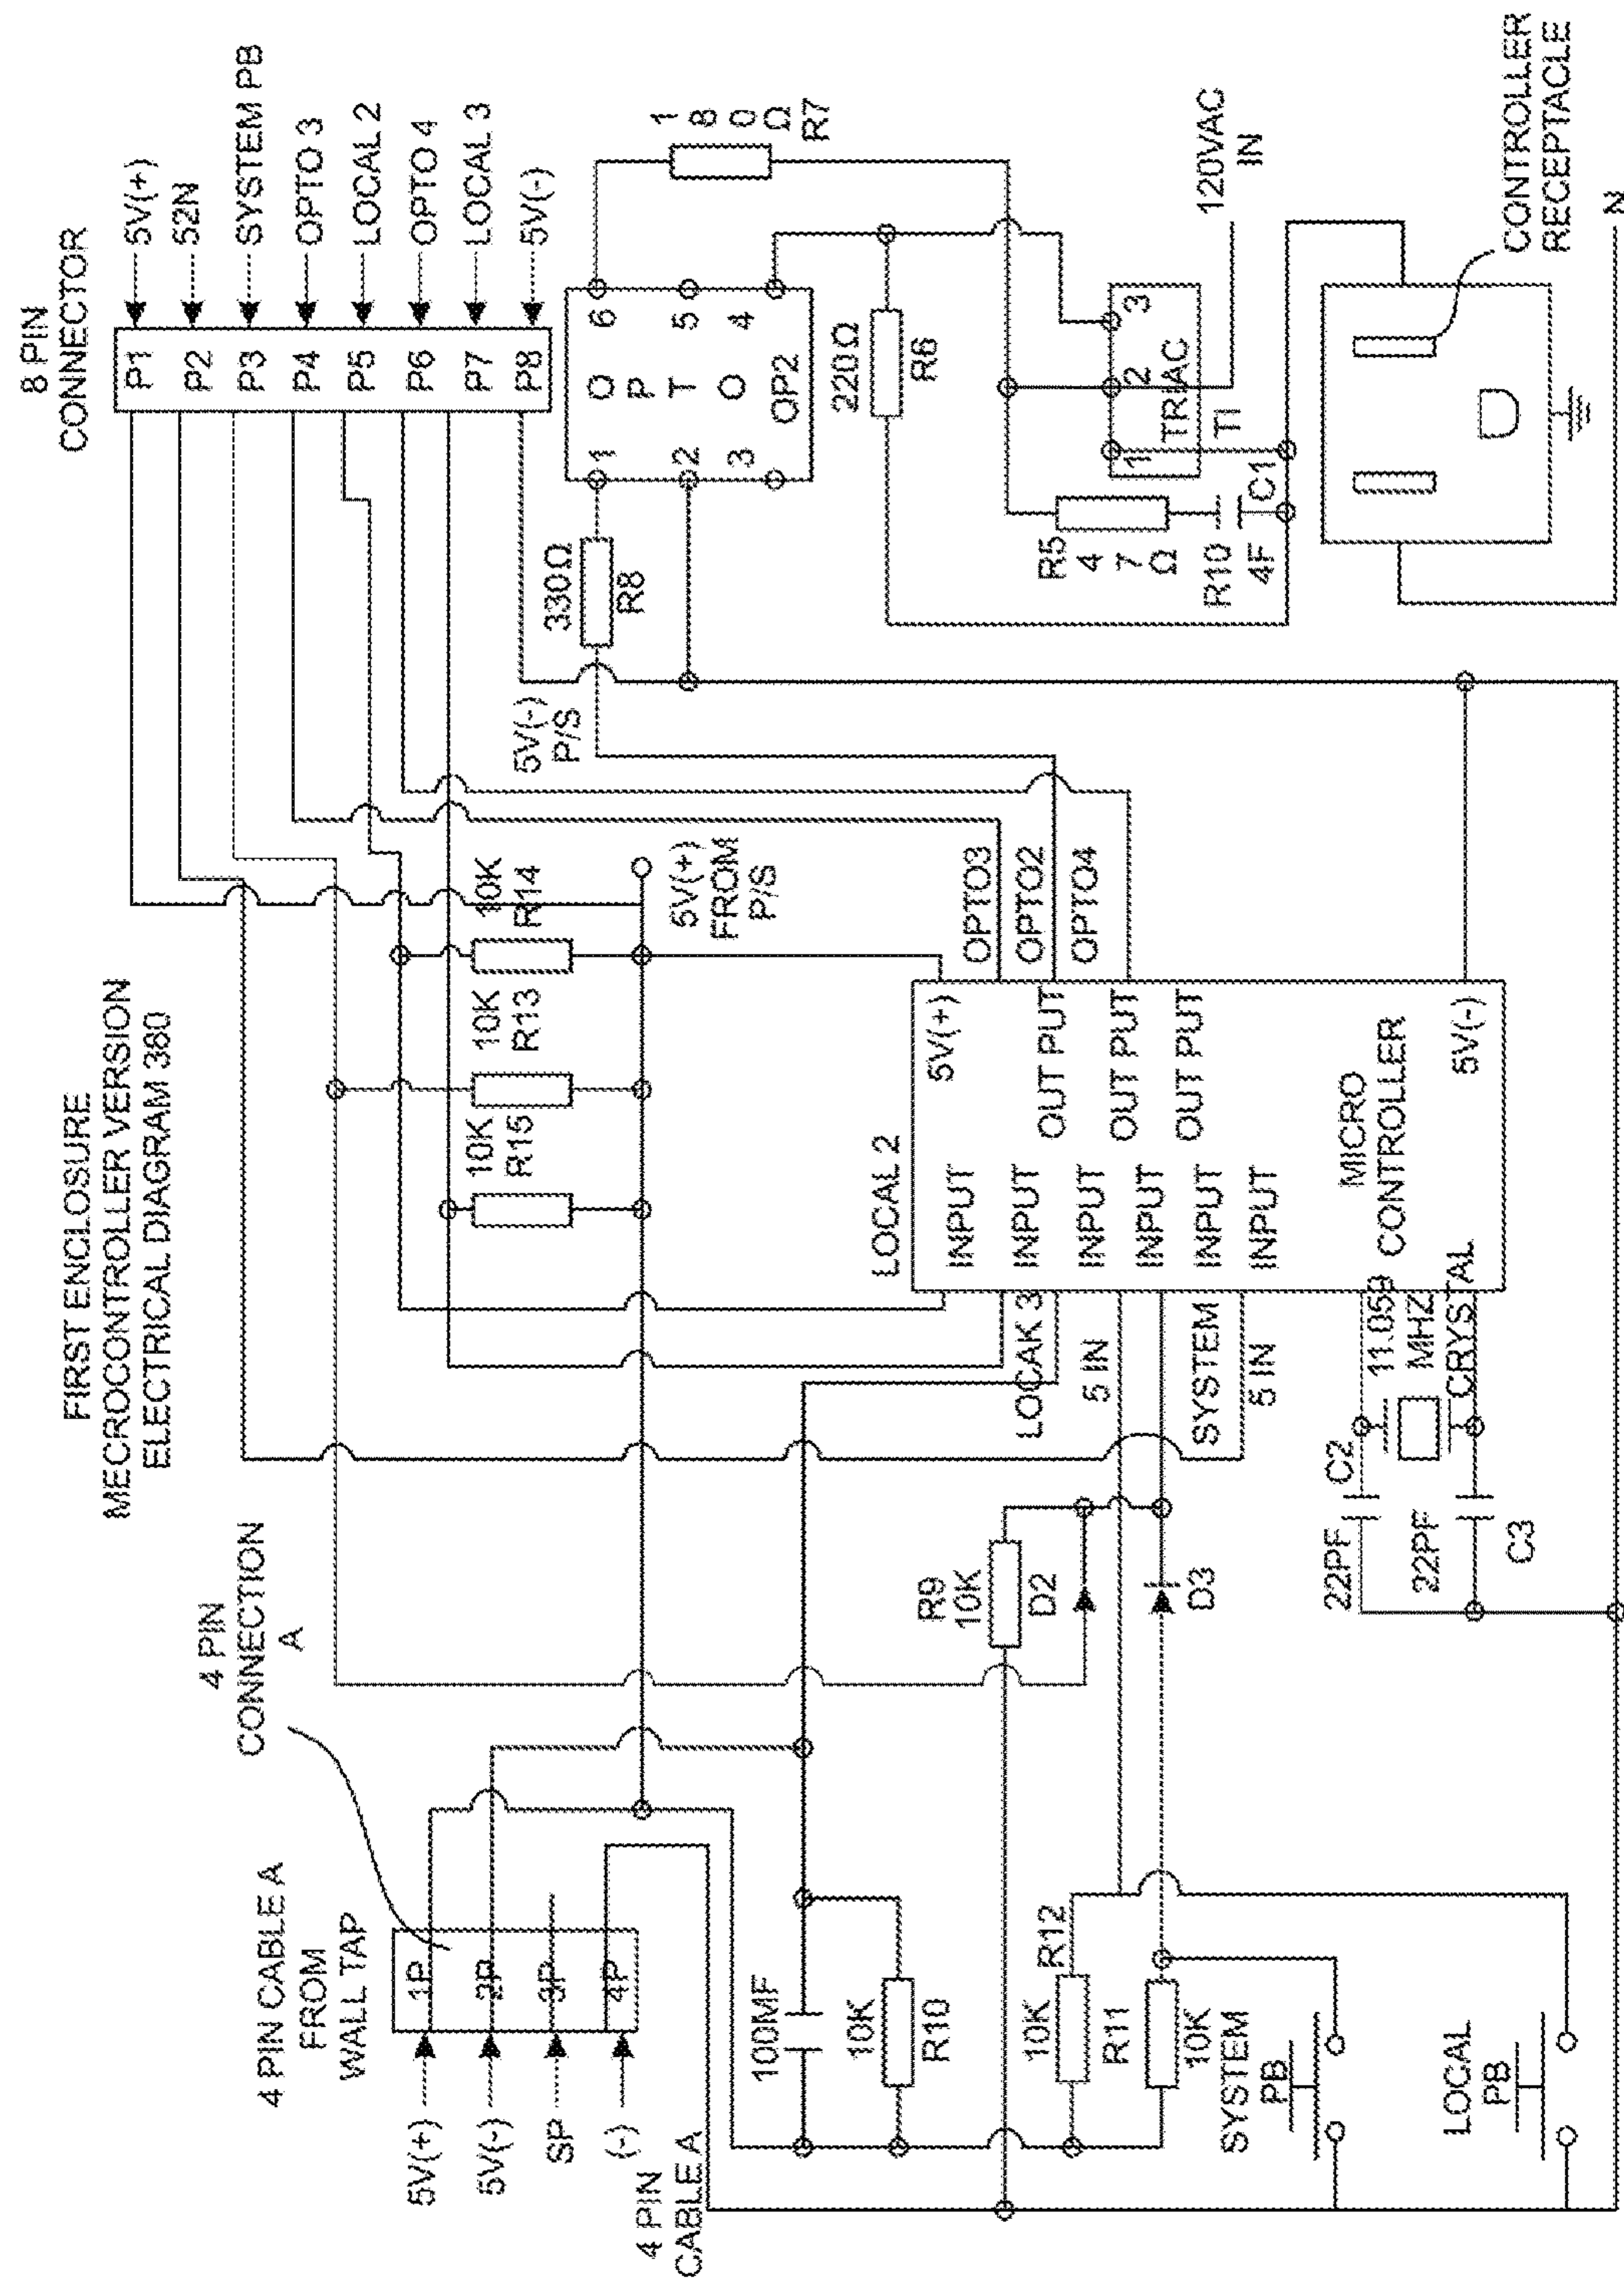 FIRST ENCLOSURE
MECROCONTROLLER VERSION
ELECTRICAL DIAGRAM 380
8 PIN
CONNECTOR
P1
P2
P3
P4
P5
P6
P7
P8
5V(+)
52N
SYSTEM PB
OPTO 3
LOCAL 2
OPTO 4
LOCAL 3
5V(-)
4 PIN
CONNECTION
A
4 PIN CABLE A
FROM
WALL TAP
5V(+)
5V(-)
SP
(-)
1P
2P
3P
4P
4 PIN
CABLE A
10K
R15
10K
R13
10K
R14
5V(+)
FROM
P/S
5V(-)
P/S
330Ω
R8
1
2
3
OPTO
6
5
4
OP2
180Ω
R7
220Ω
R6
100MF
10K
R10
R9
10K
D2
D3
10K
R12
R11
10K
SYSTEM
PB
LOCAL
PB
LOCAL 2
LOCAK 3
5 IN
SYSTEM
5 IN
INPUT
INPUT
INPUT
INPUT
INPUT
INPUT
5V(+)
OUT PUT
OUT PUT
OUT PUT
MICRO
CONTROLLER
5V(-)
OPTO3
OPTO2
OPTO4
22PF
C2
22PF
C3
11.059
MHZ
CRYSTAL
R5
47Ω
R10
4F
C1
1
2
3
TRIAC
TI
120VAC
IN
CONTROLLER
RECEPTACLE
N